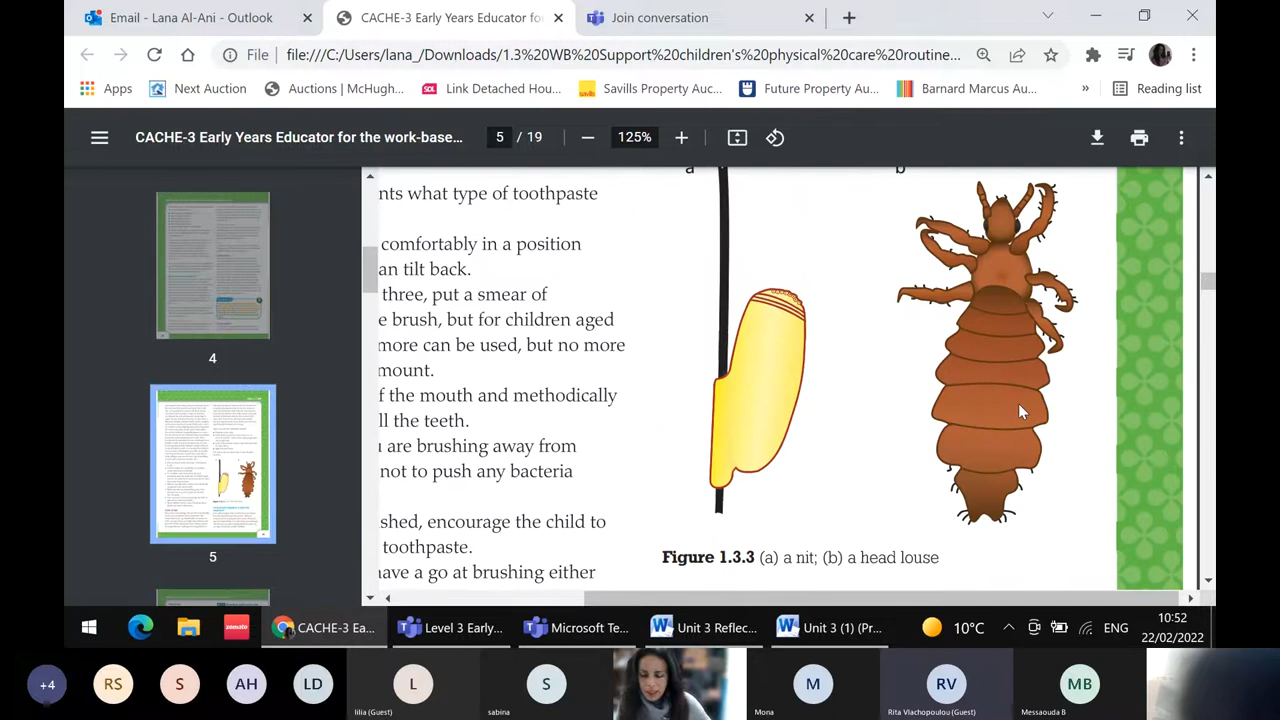 Email - Lana Al-Ani - Outlook
CACHE-3 Early Years Educator fo
Join conversation
File
file:///C:/Users/lana_/Downloads/1.3%20WB%20Support%20children's%20physical%20care%20routine...
Apps
Next Auction
Auctions | McHugh...
Link Detached Hou...
Savills Property Auc...
Future Property Au...
Barnard Marcus Au...
»
Reading list
CACHE-3 Early Years Educator for the work-base...
5 / 19
125%
4
5
nts what type of toothpaste
comfortably in a position
an tilt back.
three, put a smear of
e brush, but for children aged
more can be used, but no more
mount.
f the mouth and methodically
ll the teeth.
are brushing away from
not to push any bacteria
shed, encourage the child to
toothpaste.
have a go at brushing either
a
b
Figure 1.3.3 (a) a nit; (b) a head louse
zomato
CACHE-3 Ea...
Level 3 Early...
Microsoft Te...
Unit 3 Reflec...
Unit 3 (1) (Pr...
10°C
ENG
10:52
22/02/2022
+4
RS
S
AH
LD
L
lilia (Guest)
S
sabina
M
Mona
RV
Rita Vlachopoulou (Guest)
MB
Messaouda B